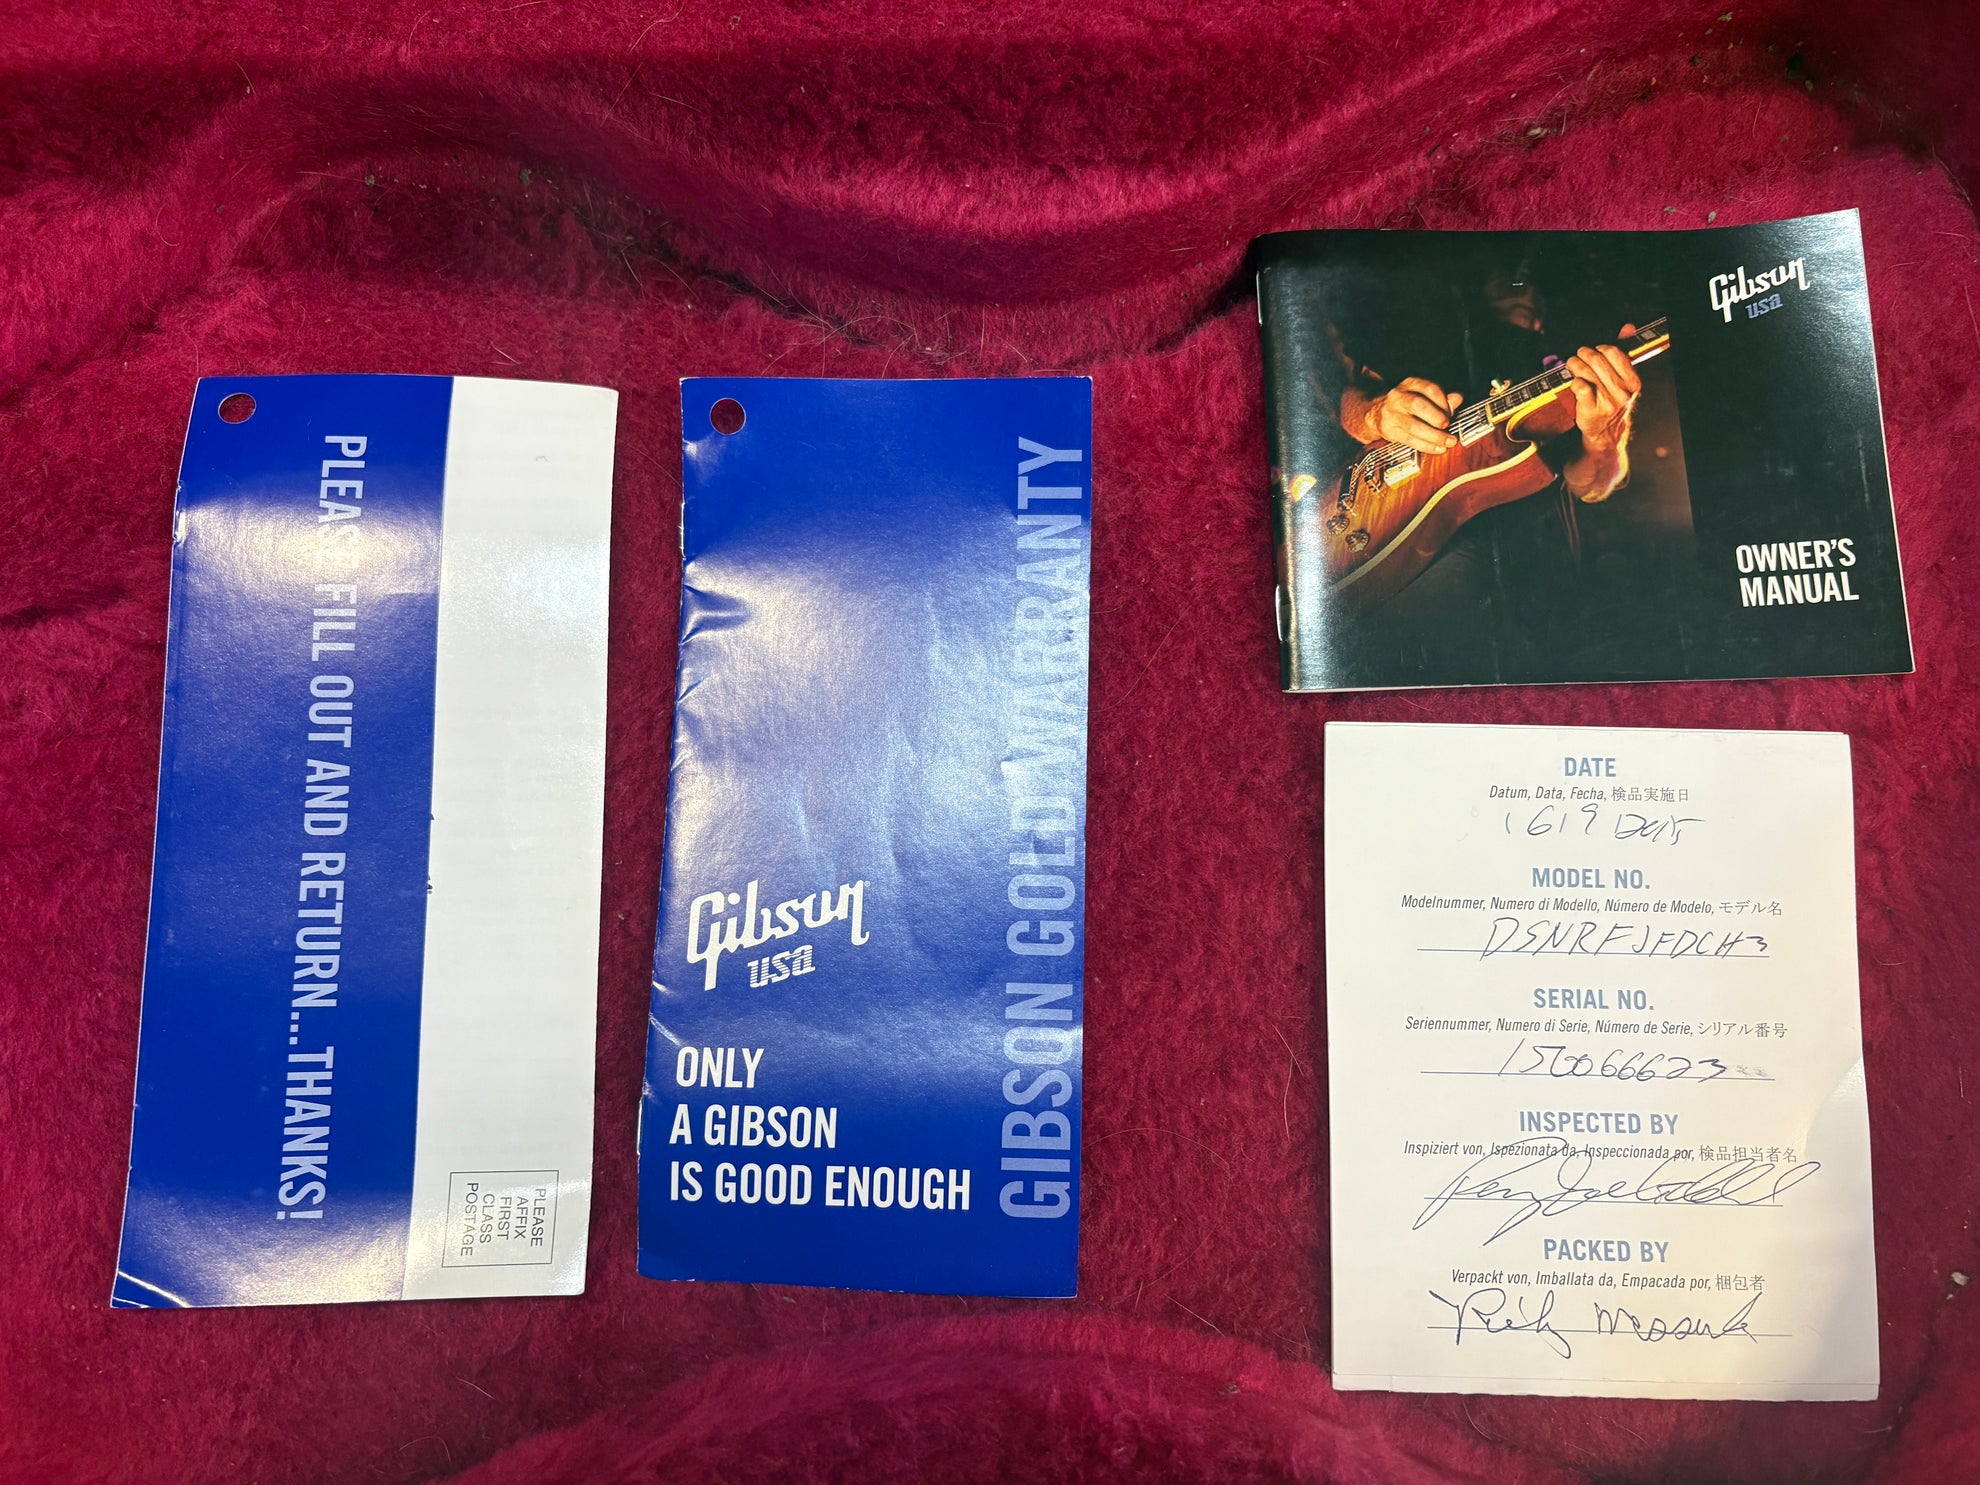 PLEASE FILL OUT AND RETURN...THANKS!
PLEASE
AFFIX
FIRST
CLASS
POSTAGE
GIBSON GOLD WARRANTY
Gibson
USA
ONLY
A GIBSON
IS GOOD ENOUGH
Gibson
USA
OWNER'S
MANUAL
DATE
Datum, Data, Fecha, 検品実施日
MODEL NO.
Modelnummer, Numero di Modello, Número de Modelo, モデル名
DSNRFJFDCH3
SERIAL NO.
Seriennummer, Numero di Serie, Número de Serie, シリアル番号
150066623
INSPECTED BY
Inspiziert von, Ispezionata da, Inspeccionada por, 検品担当者名
PACKED BY
Verpackt von, Imballata da, Empacada por, 梱包者